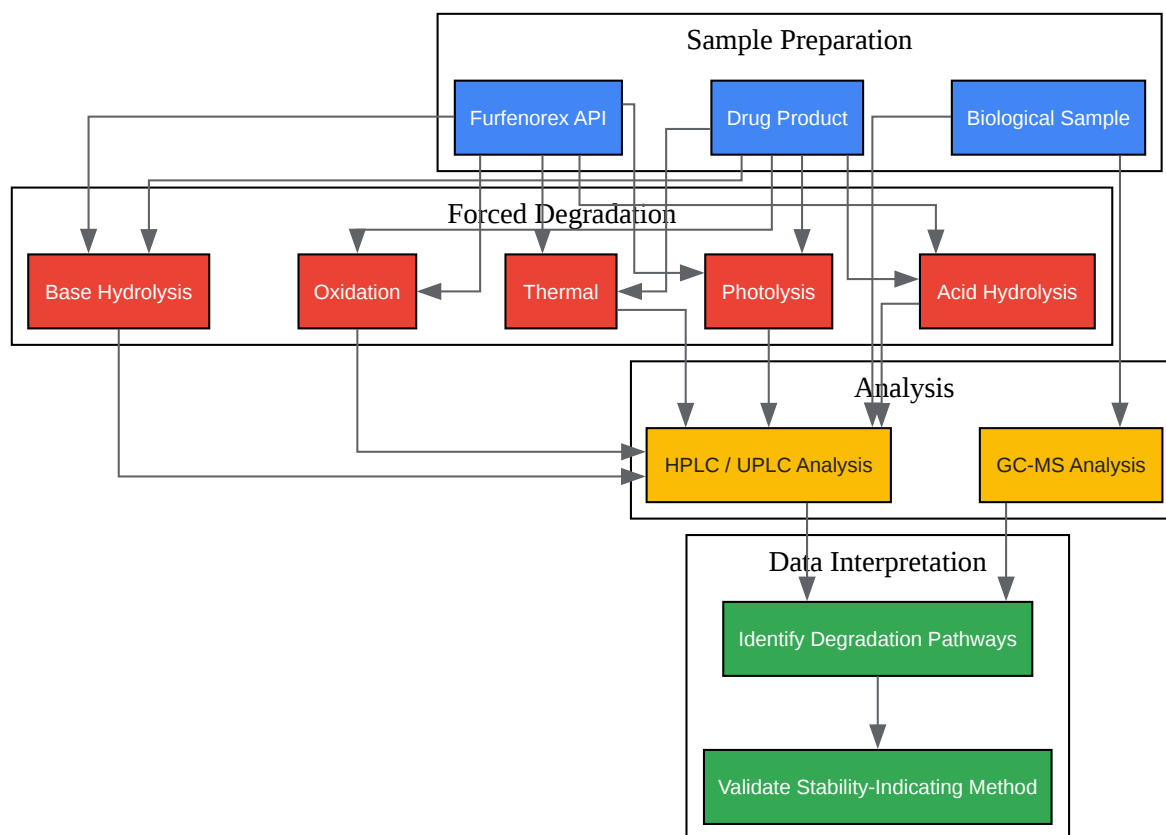 Sample Preparation
Furfenorex API
Drug Product
Biological Sample
Forced Degradation
Base Hydrolysis
Oxidation
Thermal
Photolysis
Acid Hydrolysis
Analysis
HPLC / UPLC Analysis
GC-MS Analysis
Data Interpretation
Identify Degradation Pathways
Validate Stability-Indicating Method